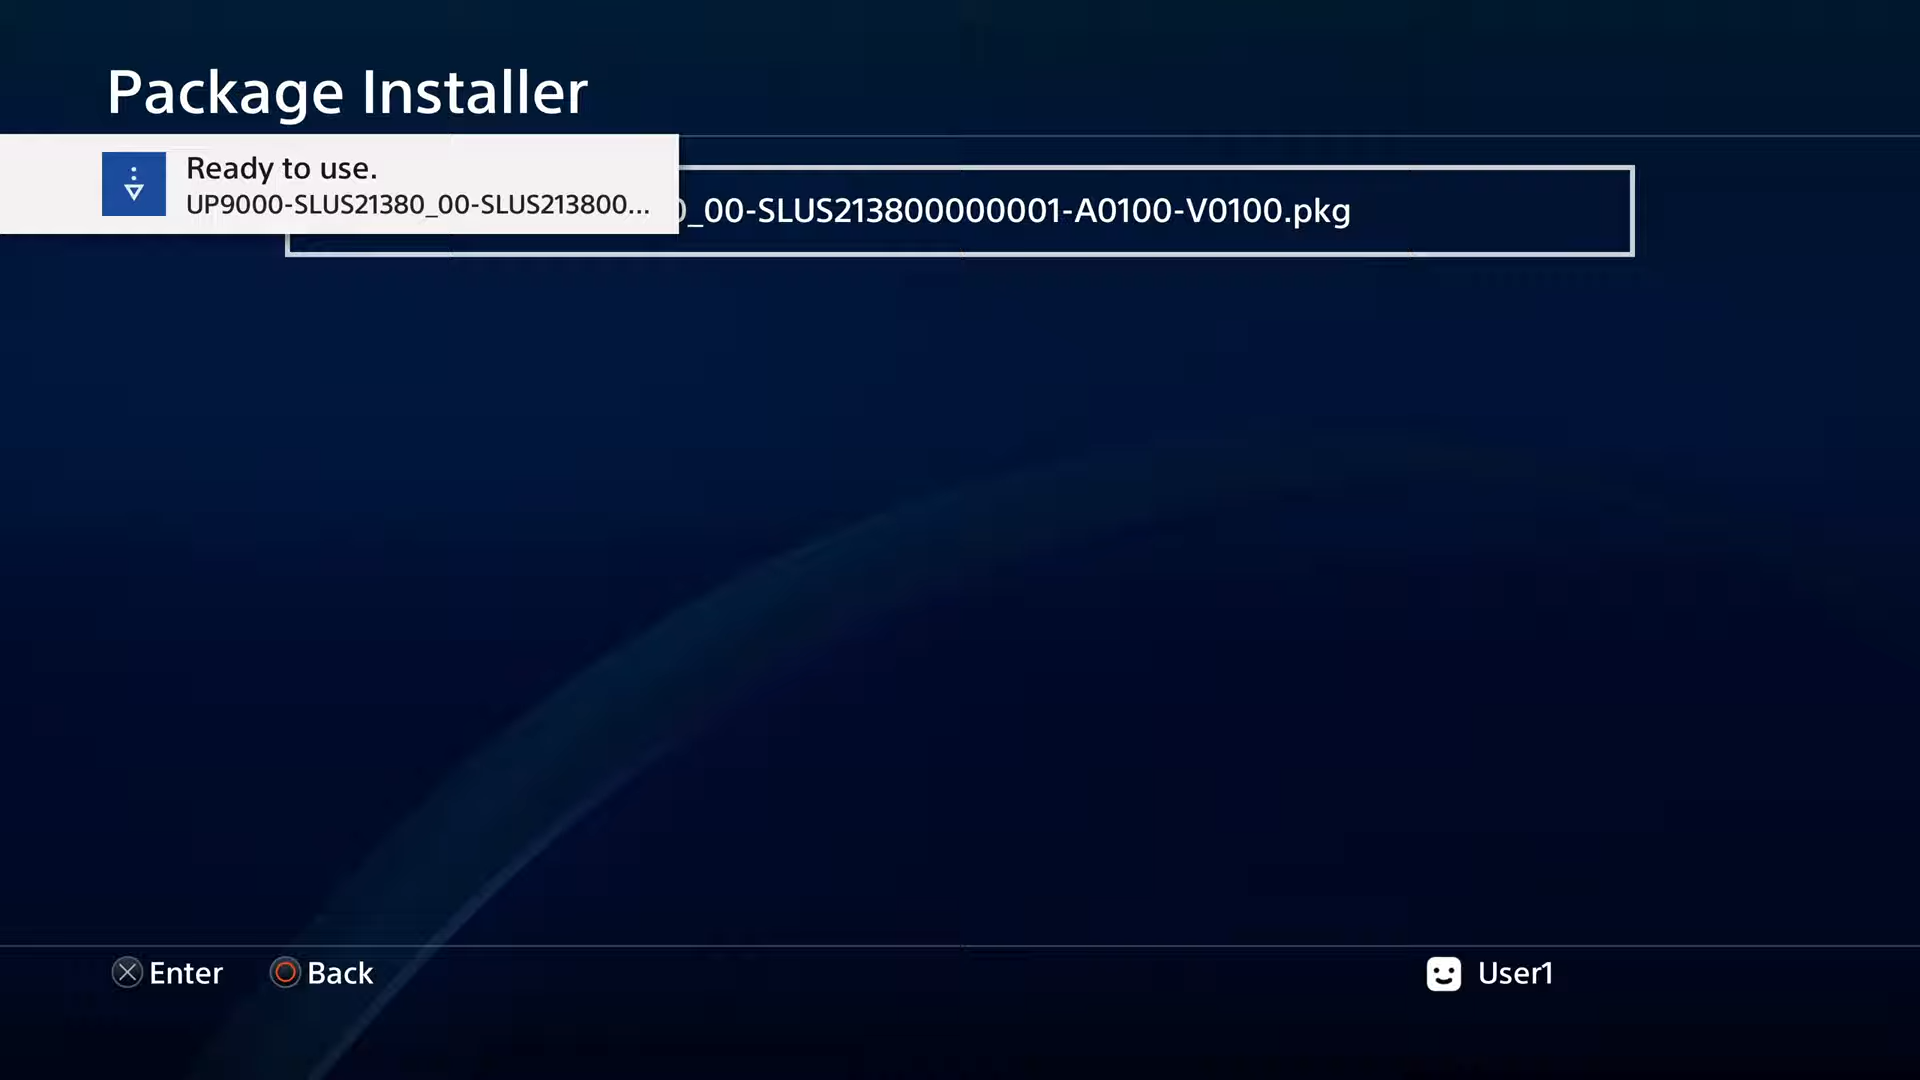 Package Installer
Ready to use.
UP9000-SLUS21380_00-SLUS213800...
_00-SLUS213800000001-A0100-V0100.pkg
Enter
Back
User1